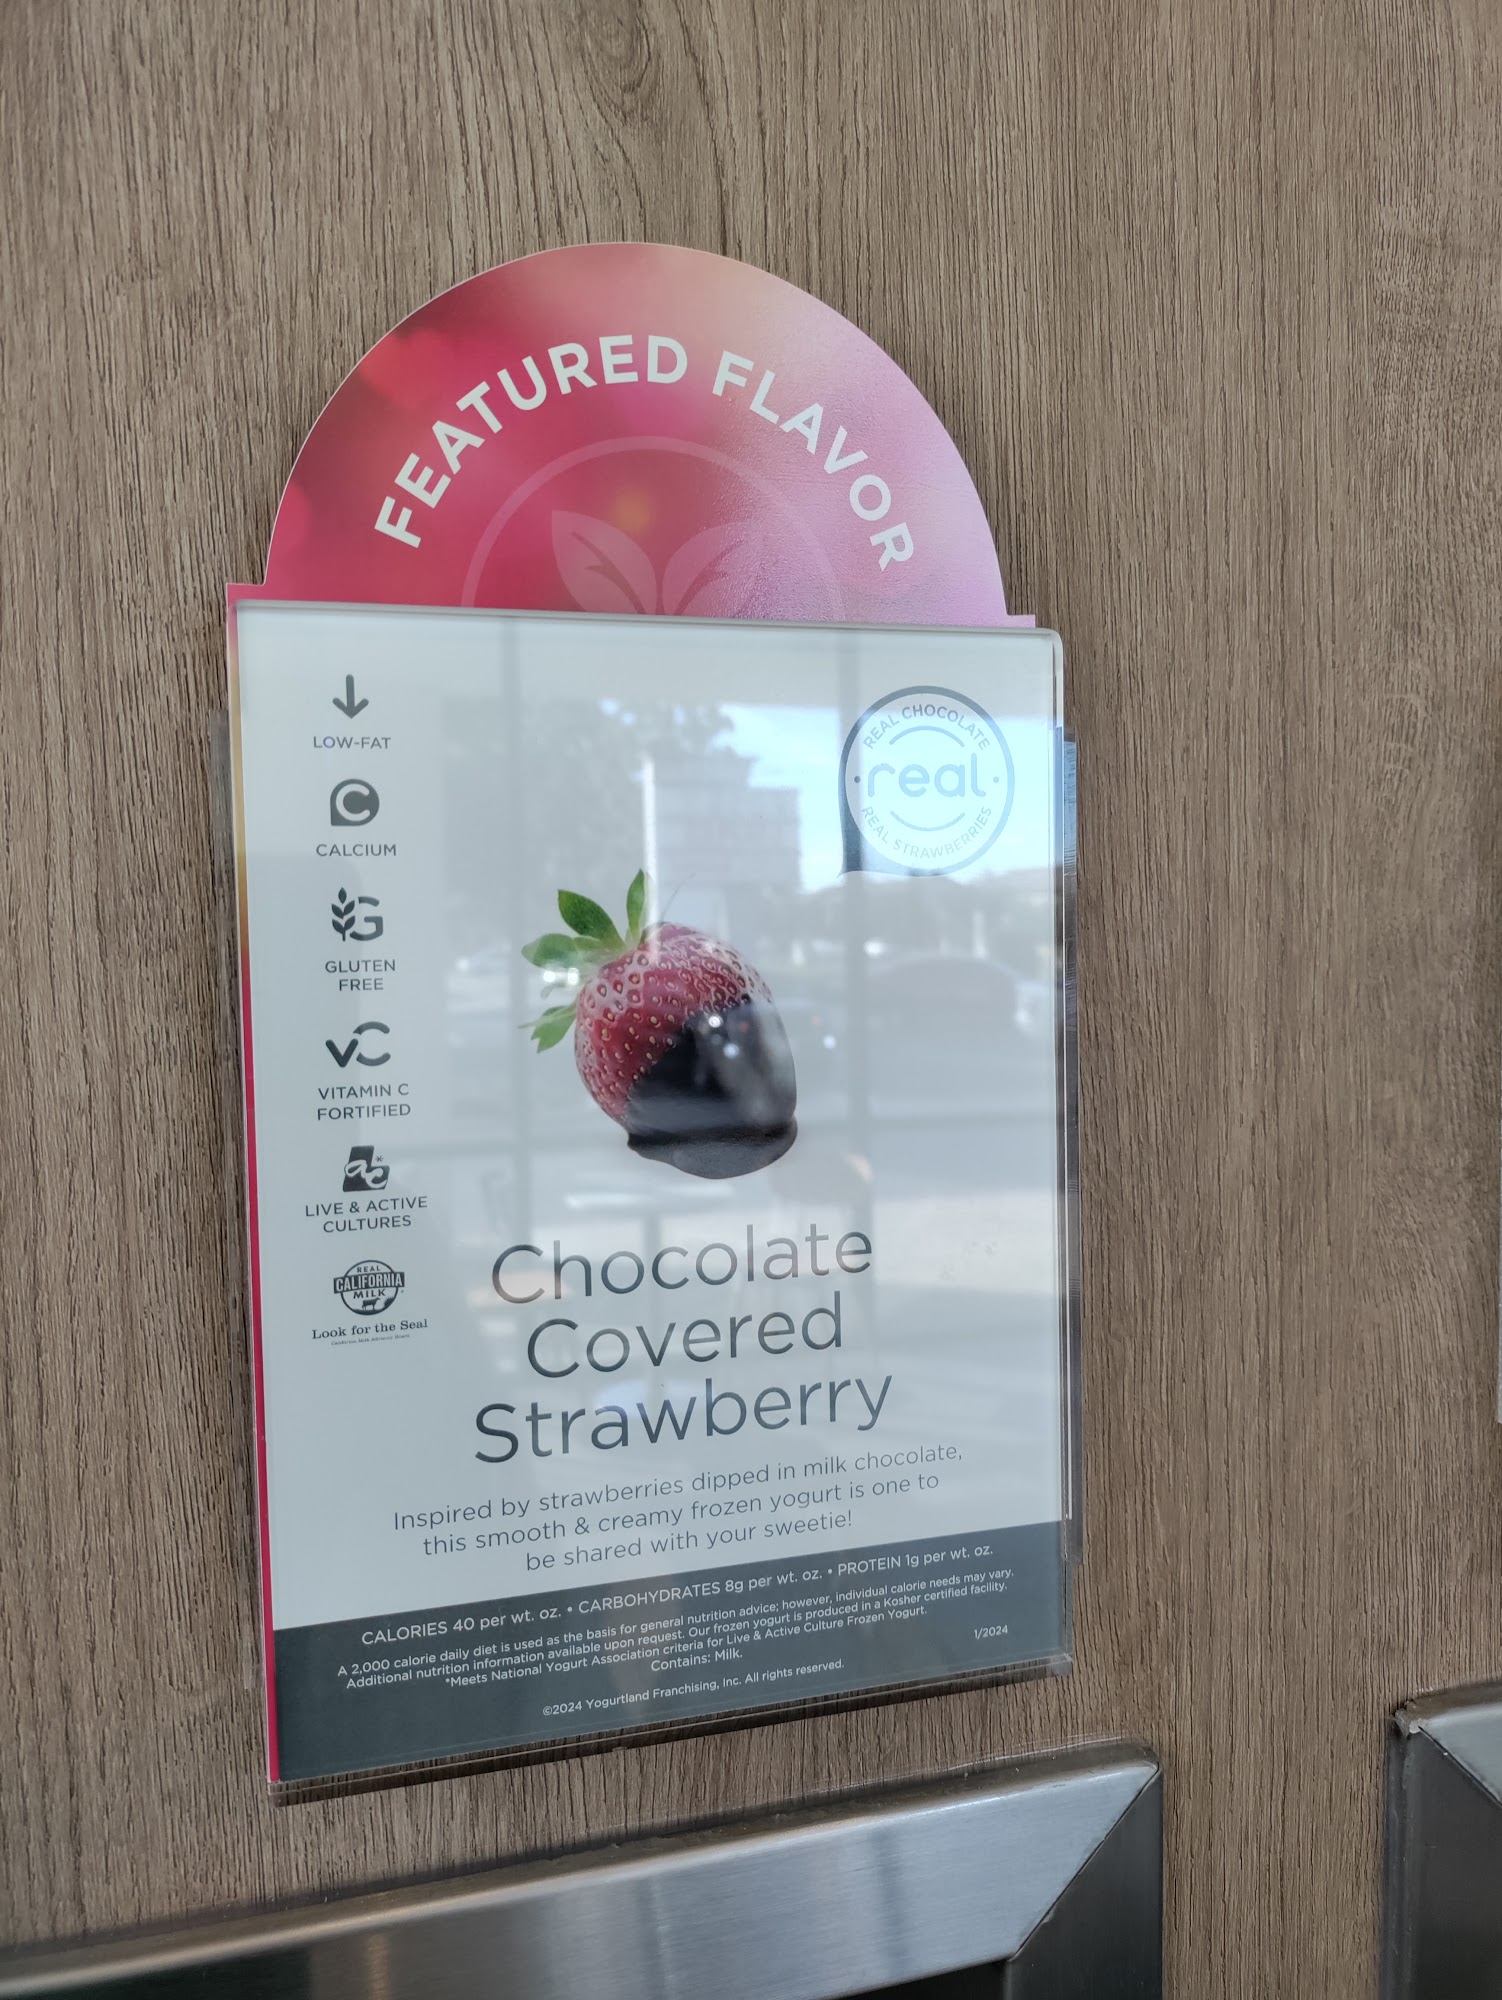 FEATURED FLAVOR
LOW-FAT
CALCIUM
GLUTEN
FREE
VITAMIN C
FORTIFIED
LIVE & ACTIVE
CULTURES
REAL
CALIFORNIA
MILK
Look for the Seal
REAL CHOCOLATE
real
REAL STRAWBERRIES
Chocolate
Covered
Strawberry
Inspired by strawberries dipped in milk chocolate,
this smooth & creamy frozen yogurt is one to
be shared with your sweetie!
CALORIES 40 per wt. oz. • CARBOHYDRATES 8g per wt. oz. • PROTEIN 1g per wt. oz.
A 2,000 calorie daily diet is used as the basis for general nutrition advice; however, individual calorie needs may vary.
Additional nutrition information available upon request. Our frozen yogurt is produced in a Kosher certified facility.
*Meets National Yogurt Association criteria for Live & Active Culture Frozen Yogurt.
Contains: Milk.
1/2024
©2024 Yogurtland Franchising, Inc. All rights reserved.